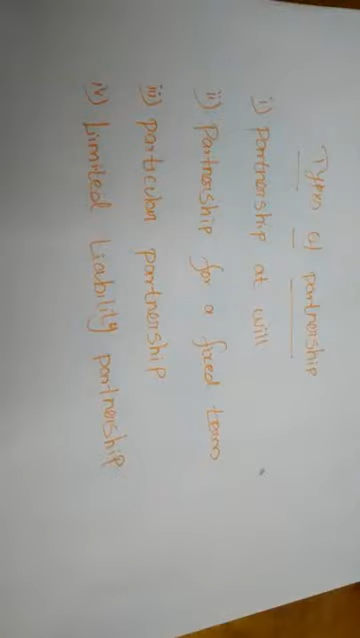 Types of partnership
i) partnership at will
ii) Partnership for a fixed term
iii) particular partnership
iv) Limited Liability partnership